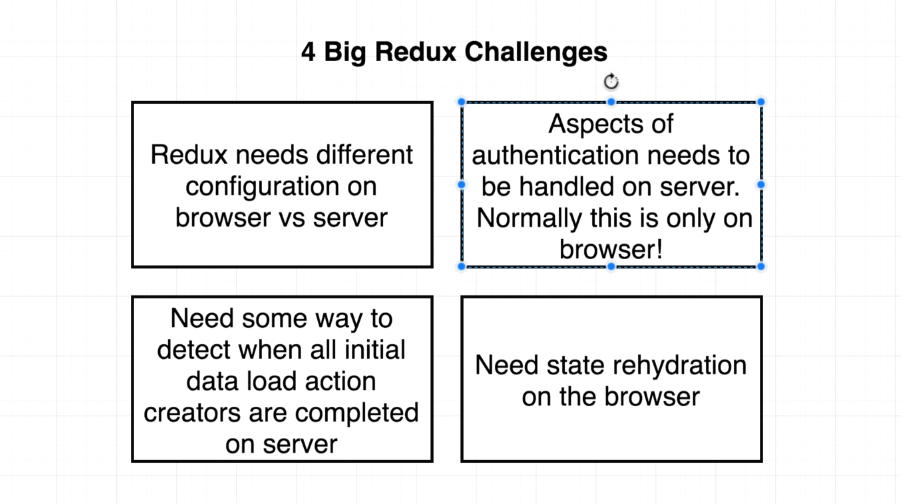 4 Big Redux Challenges
Redux needs different
configuration on
browser vs server
Aspects of
authentication needs to
be handled on server.
Normally this is only on
browser!
Need some way to
detect when all initial
data load action
creators are completed
on server
Need state rehydration
on the browser